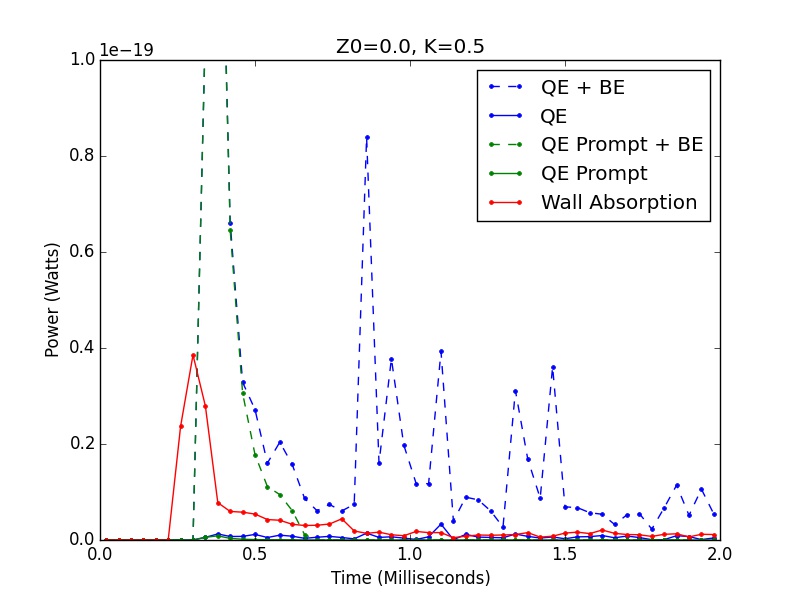 Z0=0.0, K=0.5
1e−19
1.0
0.8
0.6
0.4
0.2
0.0
Power (Watts)
QE + BE
QE
QE Prompt + BE
QE Prompt
Wall Absorption
0.0 0.5 1.0 1.5 2.0
Time (Milliseconds)